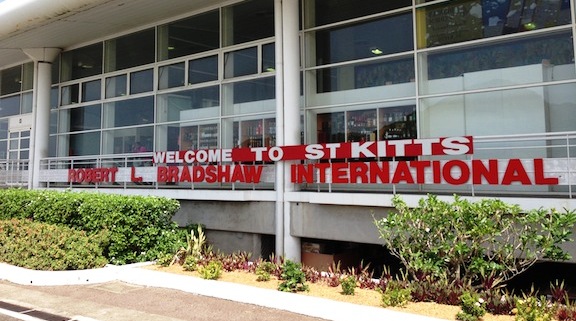 WELCOME TO ST KITTS
ROBERT L. BRADSHAW INTERNATIONAL